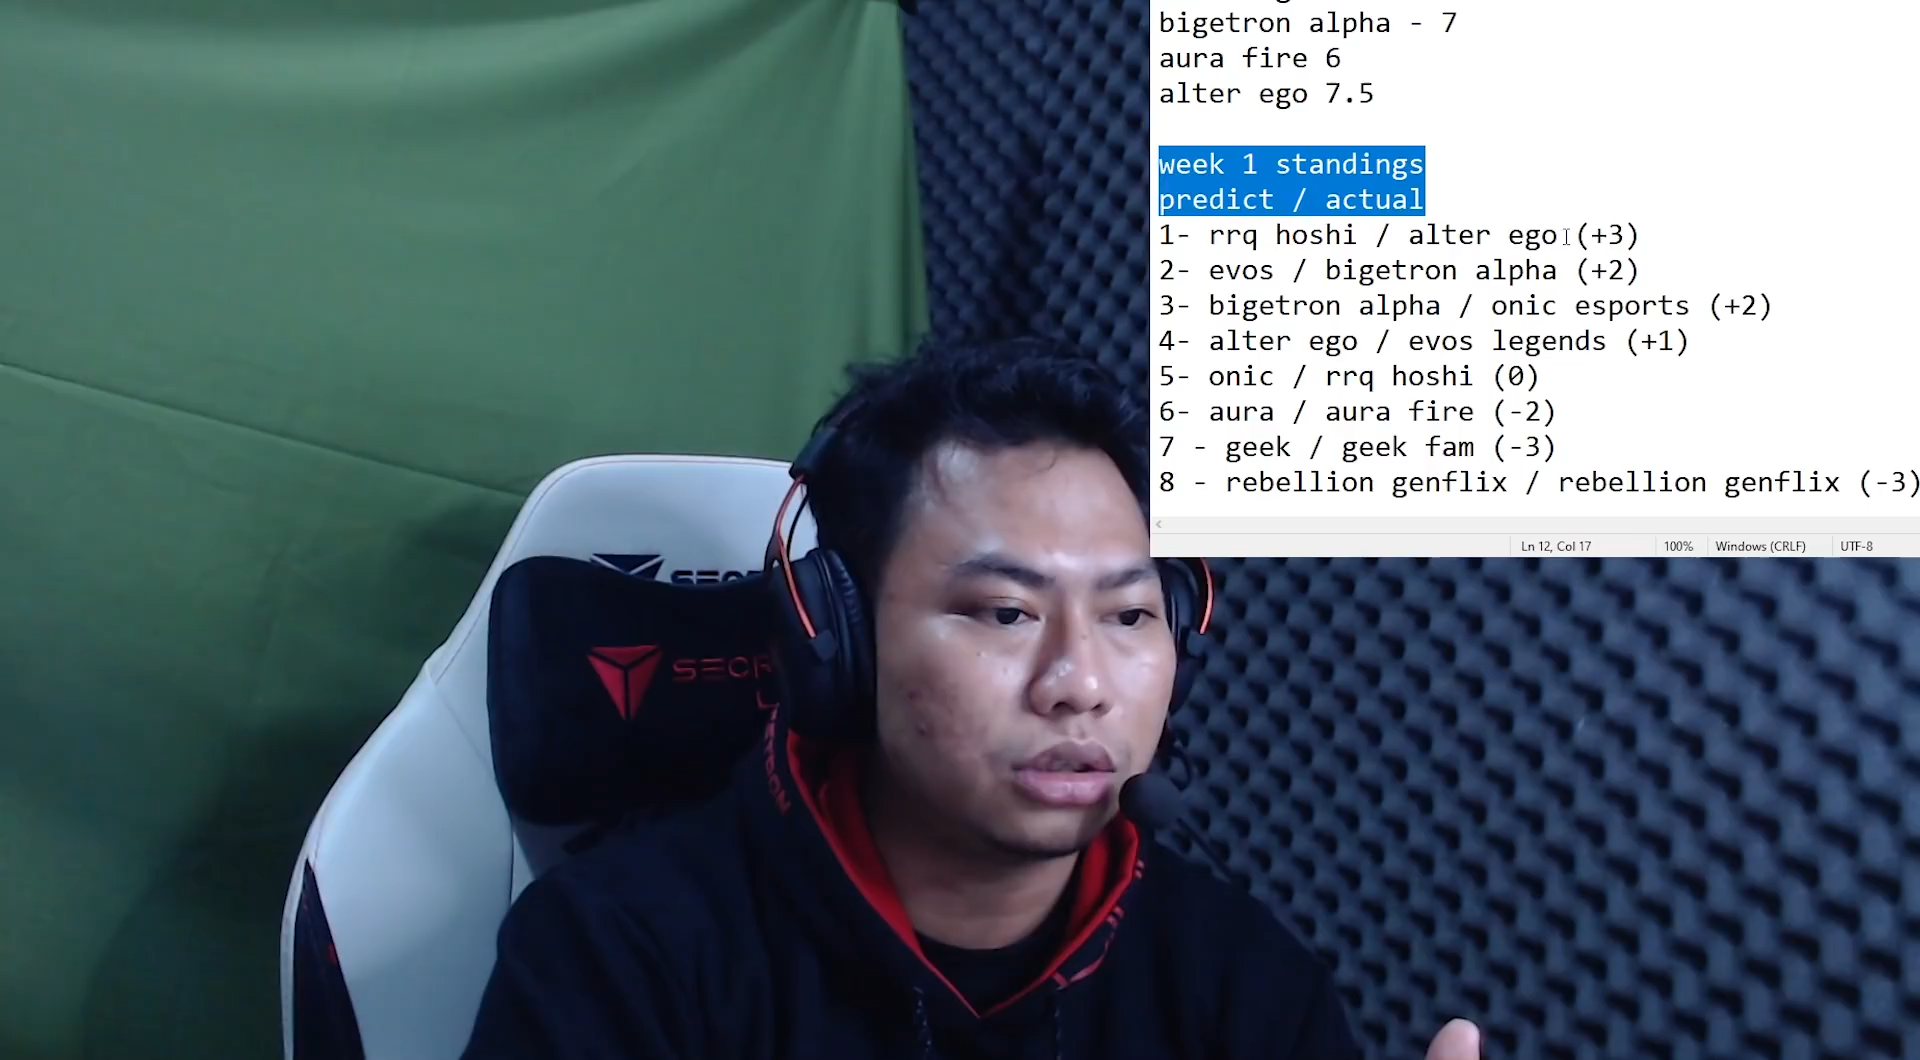 bigetron alpha - 7
aura fire 6
alter ego 7.5
week 1 standings
predict / actual
1- rrq hoshi / alter ego (+3)
2- evos / bigetron alpha (+2)
3- bigetron alpha / onic esports (+2)
4- alter ego / evos legends (+1)
5- onic / rrq hoshi (0)
6- aura / aura fire (-2)
7 - geek / geek fam (-3)
8 - rebellion genflix / rebellion genflix (-3)
Ln 12, Col 17
100%
Windows (CRLF)
UTF-8